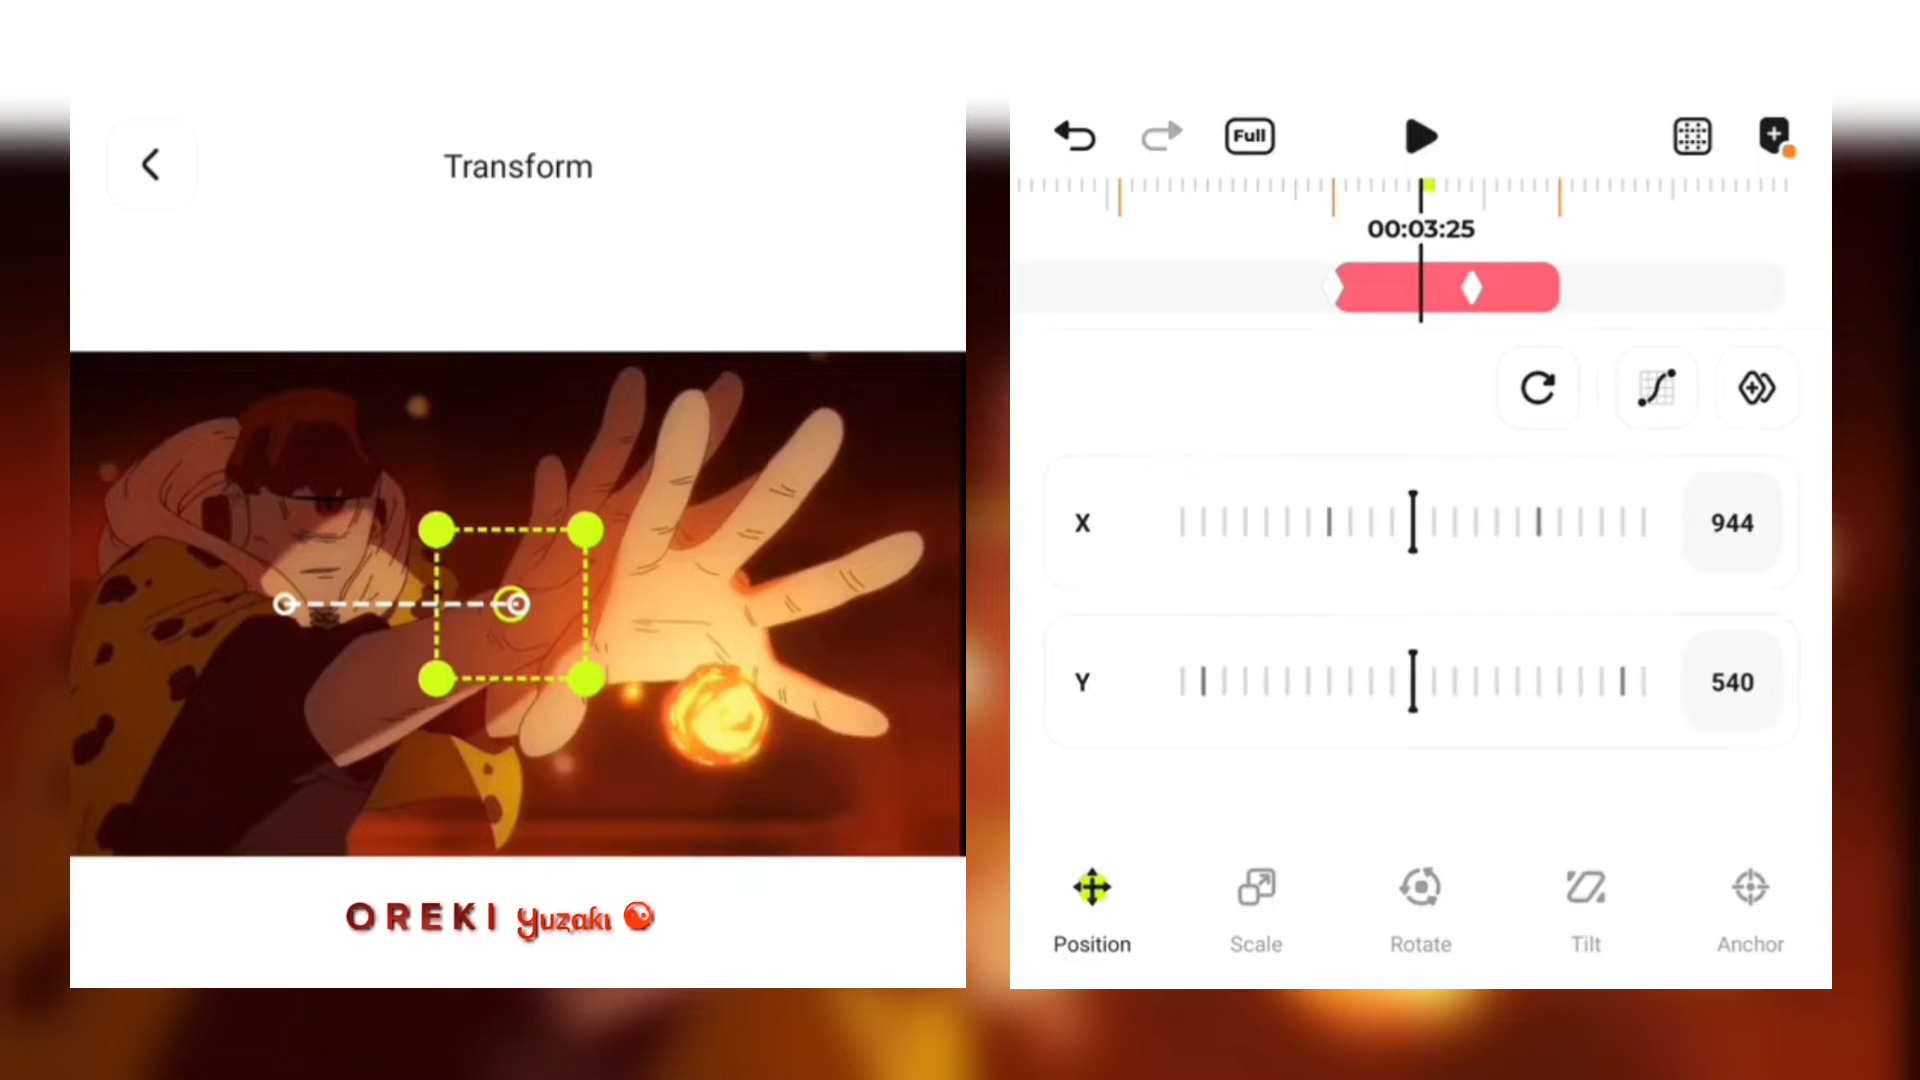 Transform
OREKI yuzaki
Full
00:03:25
X
944
Y
540
Position
Scale
Rotate
Tilt
Anchor